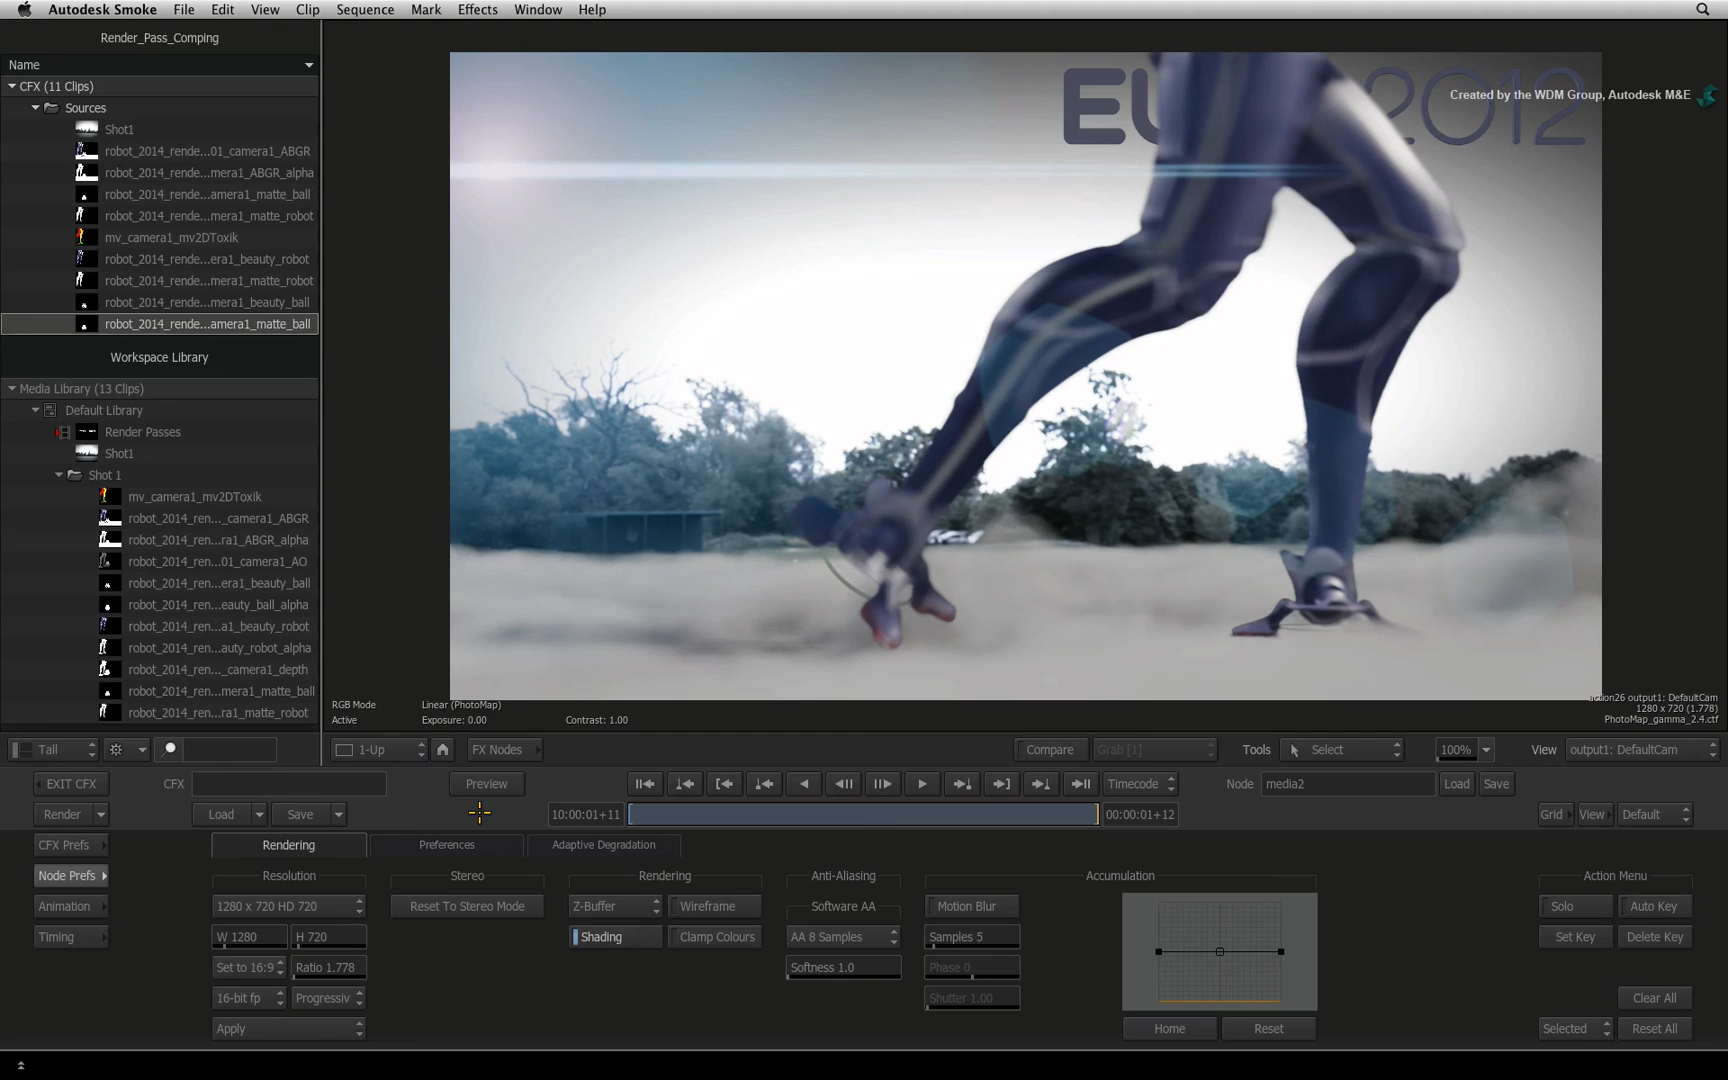 Autodesk Smoke File Edit View Clip Sequence Mark Effects Window Help
Render_Pass_Comping
Name
CFX (11 Clips)
Sources
Shot1
robot_2014_rende...01_camera1_ABGR
robot_2014_rende...mera1_ABGR_alpha
robot_2014_rende...amera1_matte_ball
robot_2014_rende...mera1_matte_robot
mv_camera1_mv2DToxik
robot_2014_rende...era1_beauty_robot
robot_2014_rende...mera1_matte_robot
robot_2014_rende...mera1_beauty_ball
robot_2014_rende...amera1_matte_ball
Workspace Library
Media Library (13 Clips)
Default Library
Render Passes
Shot1
Shot 1
mv_camera1_mv2DToxik
robot_2014_ren..._camera1_ABGR
robot_2014_ren...ra1_ABGR_alpha
robot_2014_ren...01_camera1_AO
robot_2014_ren...era1_beauty_ball
robot_2014_ren...eauty_ball_alpha
robot_2014_ren...a1_beauty_robot
robot_2014_ren...auty_robot_alpha
robot_2014_ren..._camera1_depth
robot_2014_ren...mera1_matte_ball
robot_2014_ren...ra1_matte_robot
2012
Created by the WDM Group, Autodesk M&E
RGB Mode Linear (PhotoMap)
Active Exposure: 0.00 Contrast: 1.00
action26 output1: DefaultCam
1280 x 720 (1.778)
PhotoMap_gamma_2.4.ctf
Tall 1-Up FX Nodes Compare Grab [1] Tools Select 100% View output1: DefaultCam
EXIT CFX CFX Preview Timecode Node media2 Load Save
Render Load Save 10:00:01+11 00:00:01+12 Grid View Default
CFX Prefs Rendering Preferences Adaptive Degradation
Node Prefs Resolution Stereo Rendering Anti-Aliasing Accumulation Action Menu
Animation 1280 x 720 HD 720 Reset To Stereo Mode Z-Buffer Wireframe Software AA Motion Blur Solo Auto Key
Timing W 1280 H 720 Shading Clamp Colours AA 8 Samples Samples 5 Set Key Delete Key
Set to 16:9 Ratio 1.778 Softness 1.0 Phase 0
16-bit fp Progressiv Shutter 1.00 Clear All
Apply Home Reset Selected Reset All